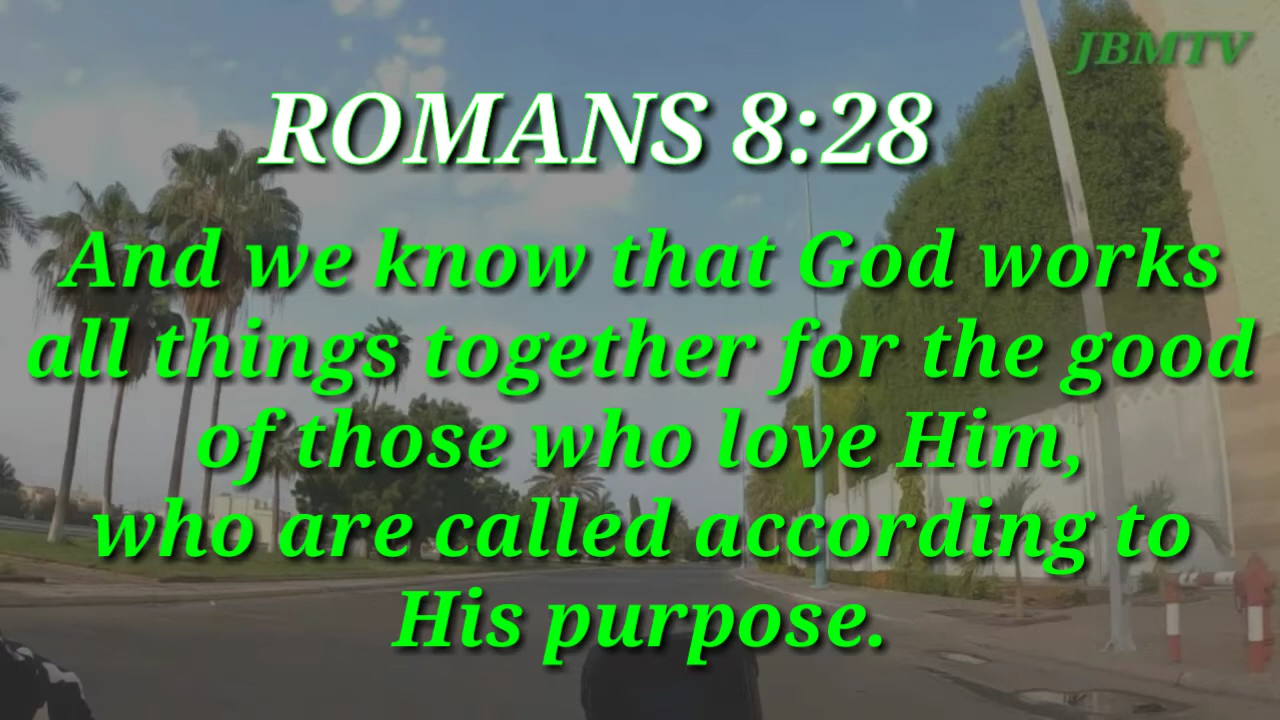 JBMTV
ROMANS 8:28
And we know that God works
all things together for the good
of those who love Him,
who are called according to
His purpose.